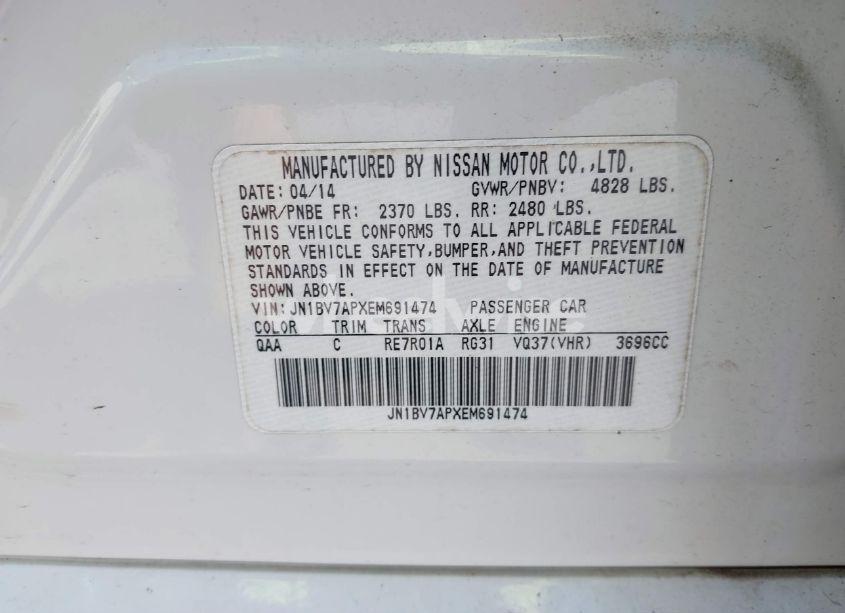 MANUFACTURED BY NISSAN MOTOR CO.,LTD.
DATE: 04/14 GVWR/PNBV: 4828 LBS.
GAWR/PNBE FR: 2370 LBS. RR: 2480 LBS.
THIS VEHICLE CONFORMS TO ALL APPLICABLE FEDERAL
MOTOR VEHICLE SAFETY,BUMPER,AND THEFT PREVENTION
STANDARDS IN EFFECT ON THE DATE OF MANUFACTURE
SHOWN ABOVE.
VIN: JN1BV7APXEM691474 PASSENGER CAR
COLOR TRIM TRANS AXLE ENGINE
QAA C RE7R01A RG31 VQ37(VHR) 3696CC
JN1BV7APXEM691474